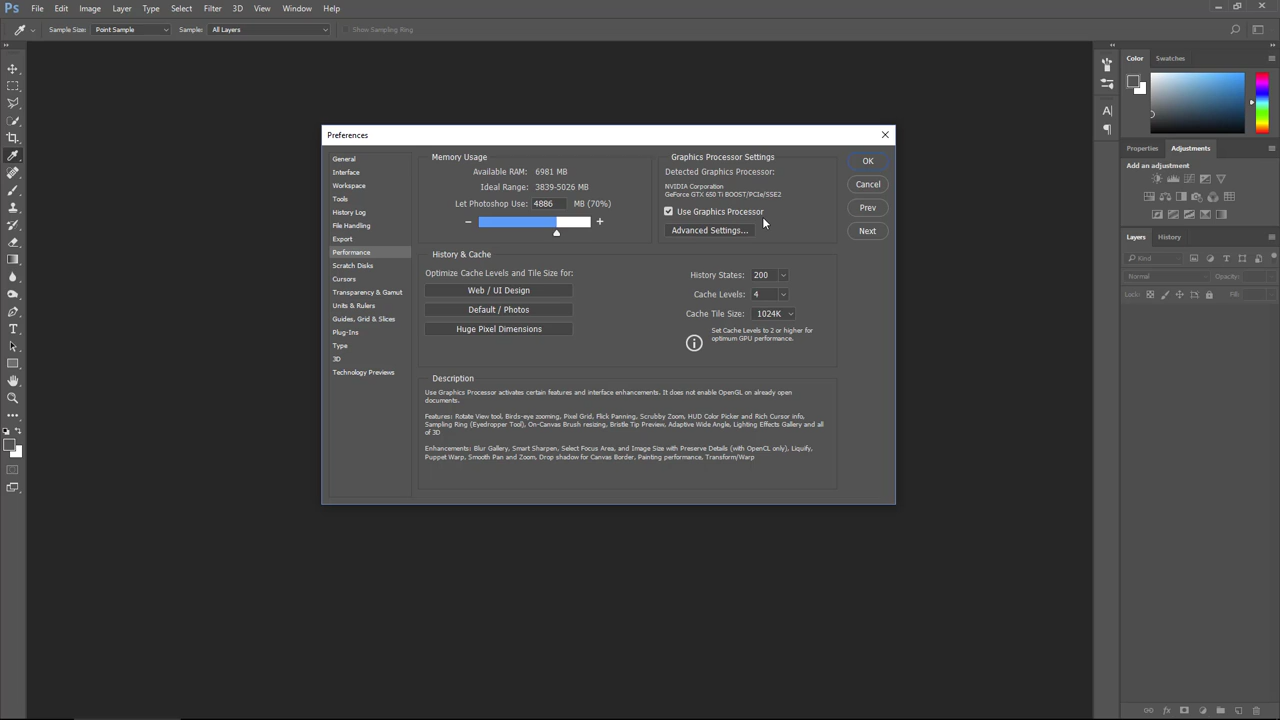 Ps File Edit Image Layer Type Select Filter 3D View Window Help
Sample Size: Point Sample Sample: All Layers Show Sampling Ring
Color Swatches
Preferences
General
Interface
Workspace
Tools
History Log
File Handling
Export
Performance
Scratch Disks
Cursors
Transparency & Gamut
Units & Rulers
Guides, Grid & Slices
Plug-Ins
Type
3D
Technology Previews
Memory Usage
Available RAM: 6981 MB
Ideal Range: 3839-5026 MB
Let Photoshop Use: 4886 MB (70%)
− +
Graphics Processor Settings
Detected Graphics Processor:
NVIDIA Corporation
GeForce GTX 650 Ti BOOST/PCIe/SSE2
Use Graphics Processor
Advanced Settings...
OK
Cancel
Prev
Next
History & Cache
Optimize Cache Levels and Tile Size for:
Web / UI Design
Default / Photos
Huge Pixel Dimensions
History States: 200
Cache Levels: 4
Cache Tile Size: 1024K
Set Cache Levels to 2 or higher for
optimum GPU performance.
Description
Use Graphics Processor activates certain features and interface enhancements. It does not enable OpenGL on already open
documents.
Features: Rotate View tool, Birds-eye zooming, Pixel Grid, Flick Panning, Scrubby Zoom, HUD Color Picker and Rich Cursor info,
Sampling Ring (Eyedropper Tool), On-Canvas Brush resizing, Bristle Tip Preview, Adaptive Wide Angle, Lighting Effects Gallery and all
of 3D
Enhancements: Blur Gallery, Smart Sharpen, Select Focus Area, and Image Size with Preserve Details (with OpenCL only), Liquify,
Puppet Warp, Smooth Pan and Zoom, Drop shadow for Canvas Border, Painting performance, Transform/Warp
Properties Adjustments
Add an adjustment
Layers History
Kind
Normal Opacity:
Lock: Fill: